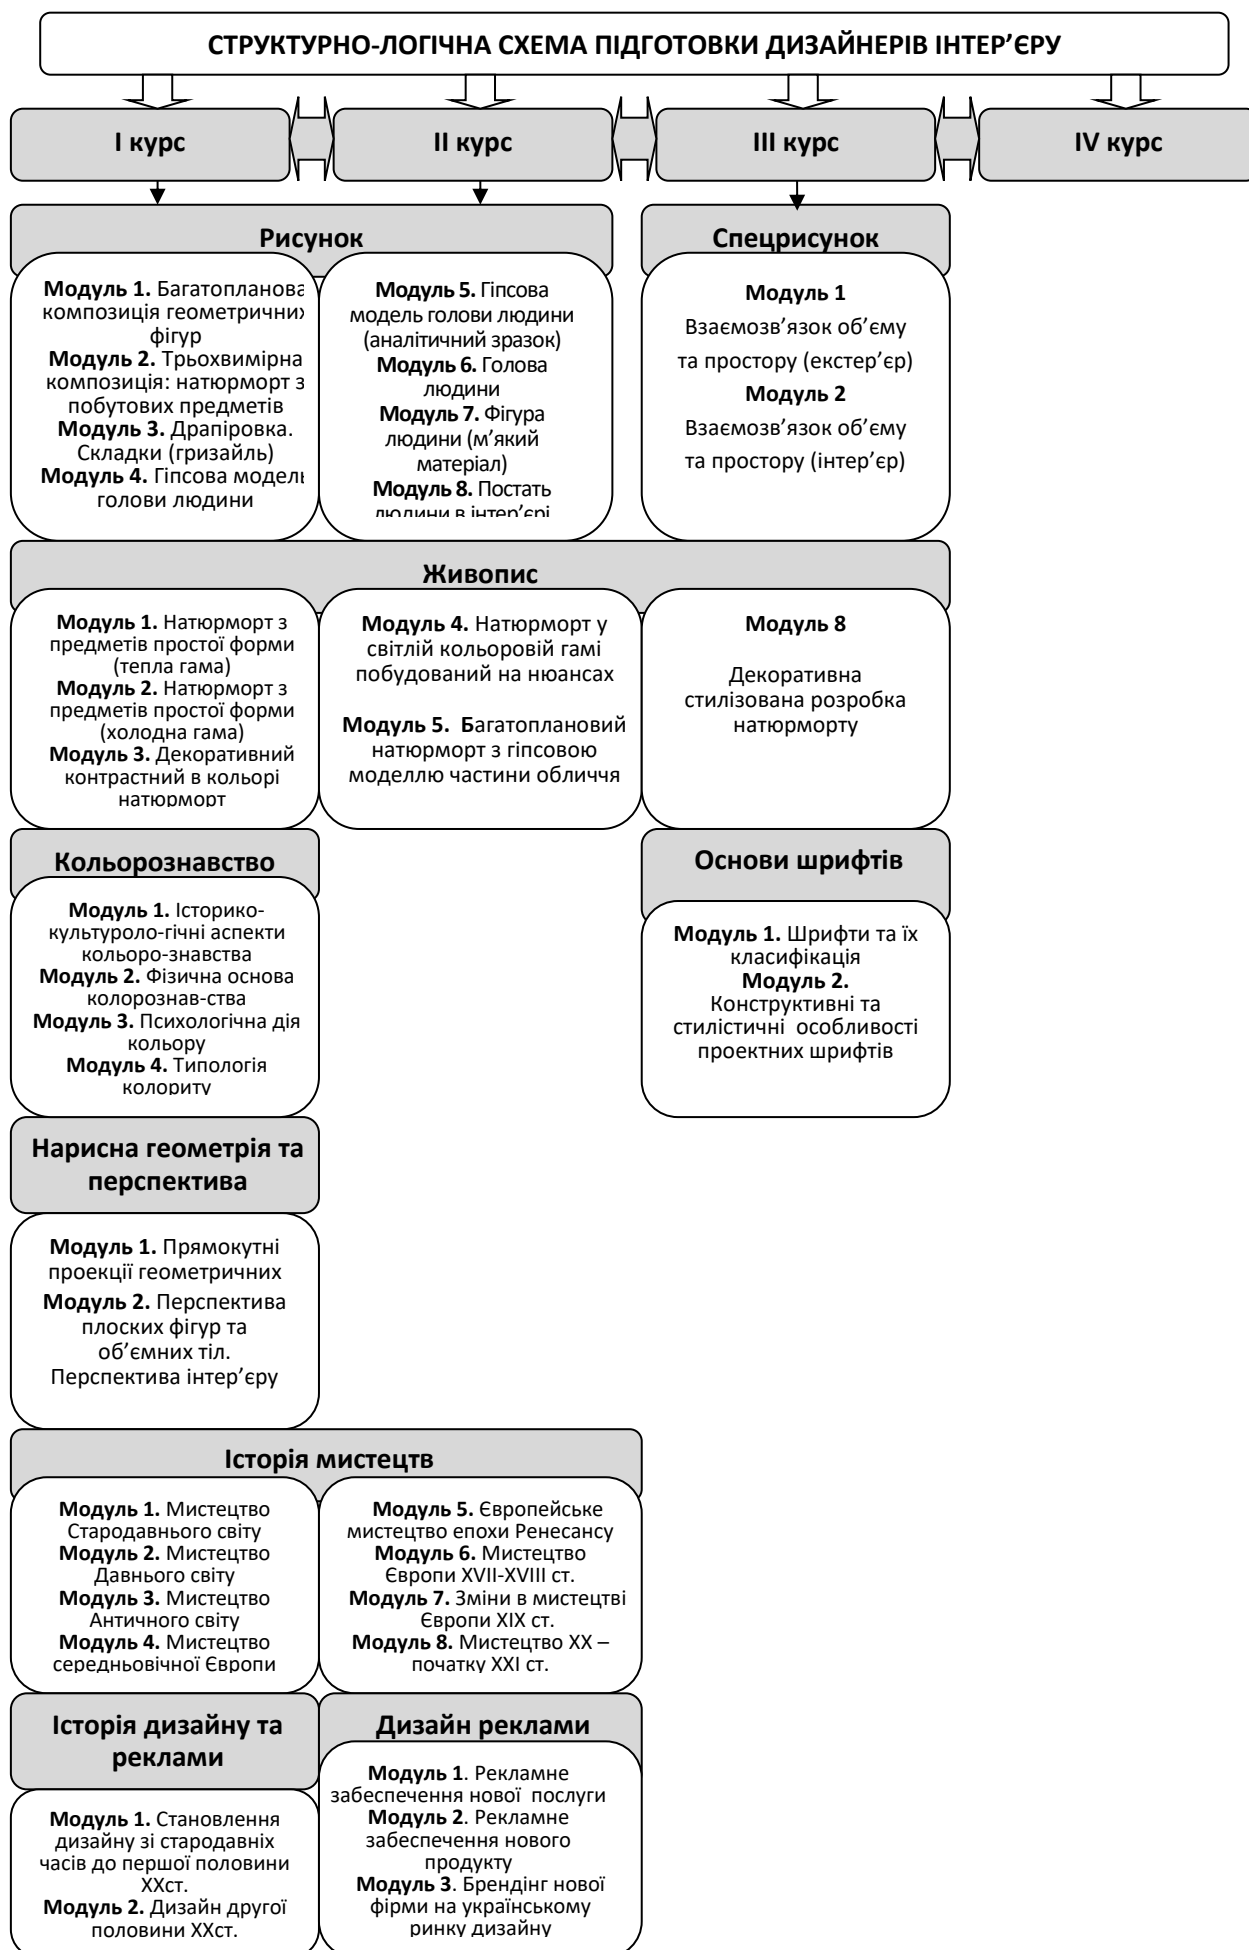 СТРУКТУРНО-ЛОГІЧНА СХЕМА ПІДГОТОВКИ ДИЗАЙНЕРІВ ІНТЕР’ЄРУ
І курс
ІІ курс
ІІІ курс
ІV курс
Рисунок
Модуль 1. Багатопланова
композиція геометричних
фігур
Модуль 2. Трьохвимірна
композиція: натюрморт з
побутових предметів
Модуль 3. Драпіровка.
Складки (гризайль)
Модуль 4. Гіпсова модель
голови людини
Модуль 5. Гіпсова
модель голови людини
(аналітичний зразок)
Модуль 6. Голова
людини
Модуль 7. Фігура
людини (м’який
матеріал)
Модуль 8. Постать
людини в інтер’єрі
Спецрисунок
Модуль 1
Взаємозв’язок об’єму
та простору (екстер’єр)
Модуль 2
Взаємозв’язок об’єму
та простору (інтер’єр)
Живопис
Модуль 1. Натюрморт з
предметів простої форми
(тепла гама)
Модуль 2. Натюрморт з
предметів простої форми
(холодна гама)
Модуль 3. Декоративний
контрастний в кольорі
натюрморт
Модуль 4. Натюрморт у
світлій кольоровій гамі
побудований на нюансах
Модуль 5. Багатоплановий
натюрморт з гіпсовою
моделлю частини обличчя
Модуль 8
Декоративна
стилізована розробка
натюрморту
Кольорознавство
Модуль 1. Історико-
культуроло-гічні аспекти
кольоро-знавства
Модуль 2. Фізична основа
колорознав-ства
Модуль 3. Психологічна дія
кольору
Модуль 4. Типологія
колориту
Основи шрифтів
Модуль 1. Шрифти та їх
класифікація
Модуль 2.
Конструктивні та
стилістичні особливості
проектних шрифтів
Нарисна геометрія та
перспектива
Модуль 1. Прямокутні
проекції геометричних
Модуль 2. Перспектива
плоских фігур та
об’ємних тіл.
Перспектива інтер’єру
Історія мистецтв
Модуль 1. Мистецтво
Стародавнього світу
Модуль 2. Мистецтво
Давнього світу
Модуль 3. Мистецтво
Античного світу
Модуль 4. Мистецтво
середньовічної Європи
Модуль 5. Європейське
мистецтво епохи Ренесансу
Модуль 6. Мистецтво
Європи XVII-XVIII ст.
Модуль 7. Зміни в мистецтві
Європи XIX ст.
Модуль 8. Мистецтво ХХ –
початку ХХІ ст.
Історія дизайну та
реклами
Модуль 1. Становлення
дизайну зі стародавніх
часів до першої половини
ХХст.
Модуль 2. Дизайн другої
половини ХХст.
Дизайн реклами
Модуль 1. Рекламне
забеспечення нової послуги
Модуль 2. Рекламне
забеспечення нового
продукту
Модуль 3. Брендінг нової
фірми на українському
ринку дизайну